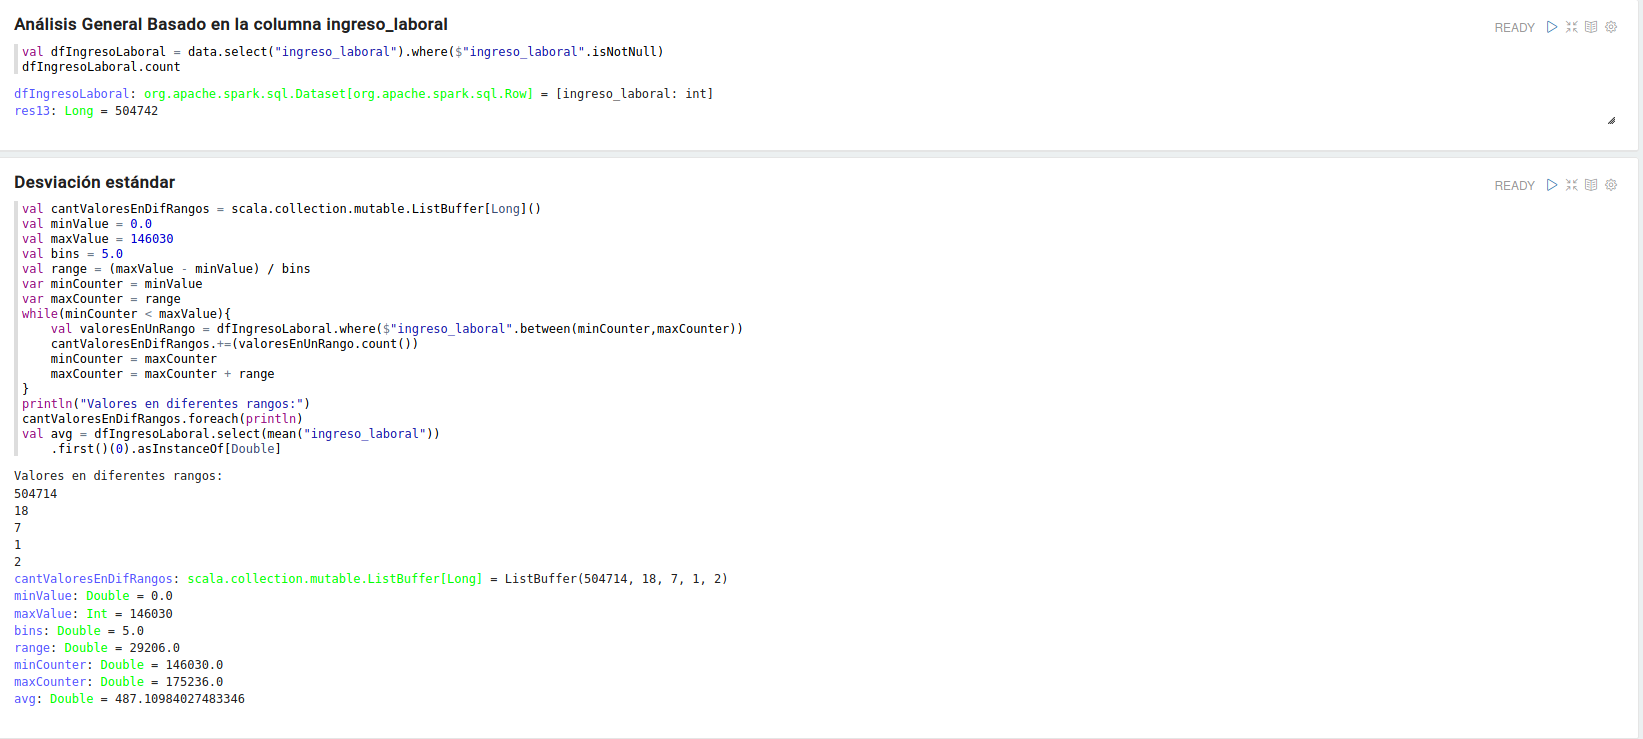 Análisis General Basado en la columna ingreso_laboral
READY
val dfIngresoLaboral = data.select("ingreso_laboral").where($"ingreso_laboral".isNotNull)
dfIngresoLaboral.count
dfIngresoLaboral: org.apache.spark.sql.Dataset[org.apache.spark.sql.Row] = [ingreso_laboral: int]
res13: Long = 504742
Desviación estándar
READY
val cantValoresEnDifRangos = scala.collection.mutable.ListBuffer[Long]()
val minValue = 0.0
val maxValue = 146030
val bins = 5.0
val range = (maxValue - minValue) / bins
var minCounter = minValue
var maxCounter = range
while(minCounter < maxValue){
    val valoresEnUnRango = dfIngresoLaboral.where($"ingreso_laboral".between(minCounter,maxCounter))
    cantValoresEnDifRangos.+=(valoresEnUnRango.count())
    minCounter = maxCounter
    maxCounter = maxCounter + range
}
println("Valores en diferentes rangos:")
cantValoresEnDifRangos.foreach(println)
val avg = dfIngresoLaboral.select(mean("ingreso_laboral"))
    .first()(0).asInstanceOf[Double]
Valores en diferentes rangos:
504714
18
7
1
2
cantValoresEnDifRangos: scala.collection.mutable.ListBuffer[Long] = ListBuffer(504714, 18, 7, 1, 2)
minValue: Double = 0.0
maxValue: Int = 146030
bins: Double = 5.0
range: Double = 29206.0
minCounter: Double = 146030.0
maxCounter: Double = 175236.0
avg: Double = 487.10984027483346